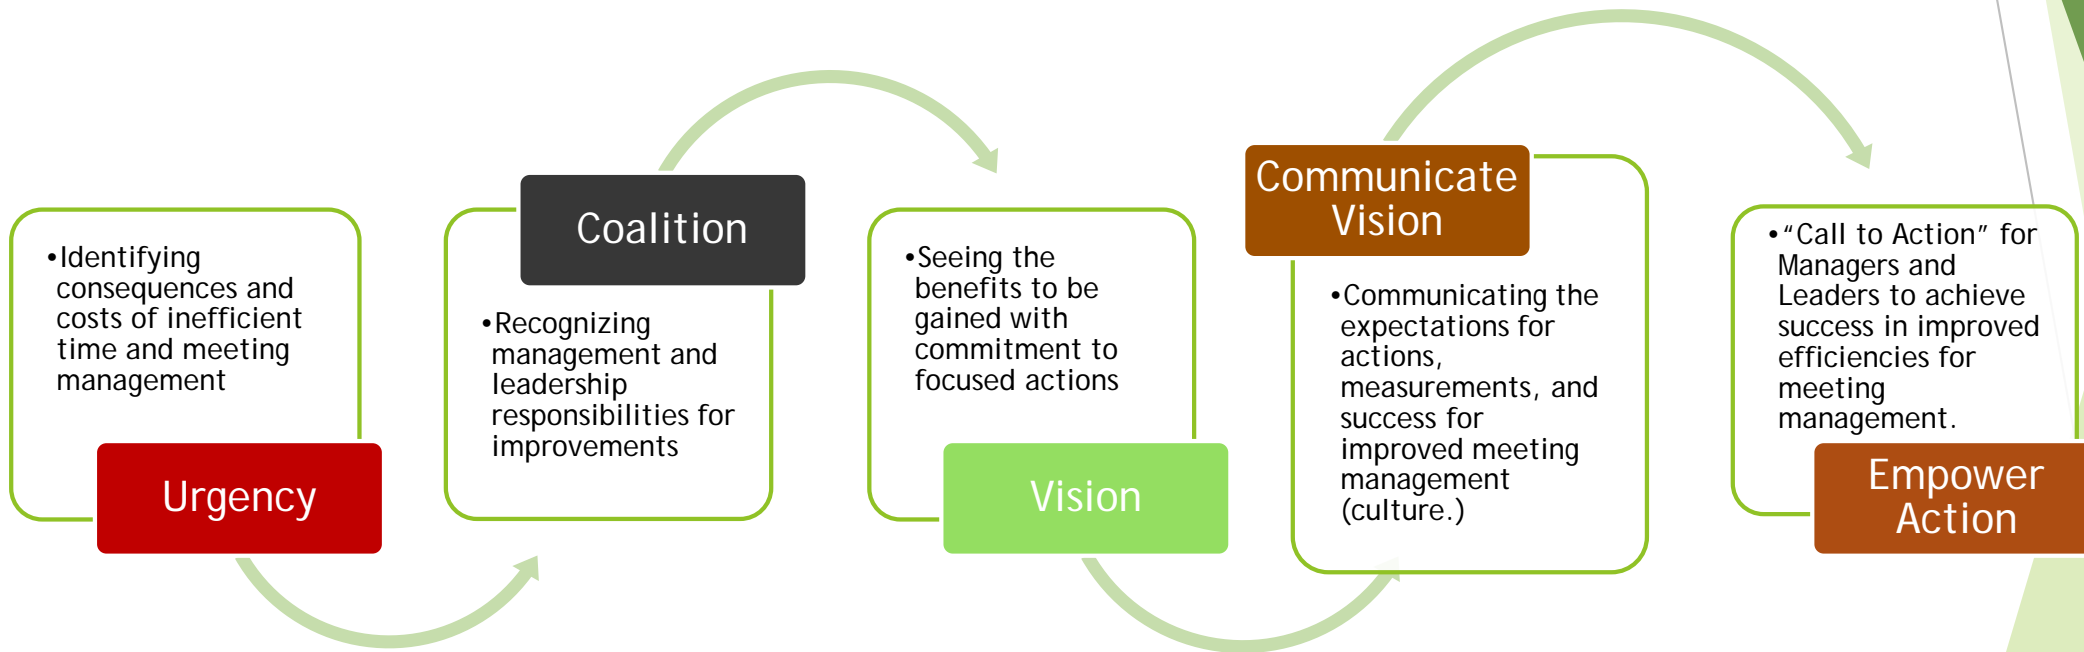 •Identifying
consequences and
costs of inefficient
time and meeting
management
Urgency
Coalition
•Recognizing
management and
leadership
responsibilities for
improvements
•Seeing the
benefits to be
gained with
commitment to
focused actions
Vision
Communicate
Vision
•Communicating the
expectations for
actions,
measurements, and
success for
improved meeting
management
(culture.)
•“Call to Action” for
Managers and
Leaders to achieve
success in improved
efficiencies for
meeting
management.
Empower
Action